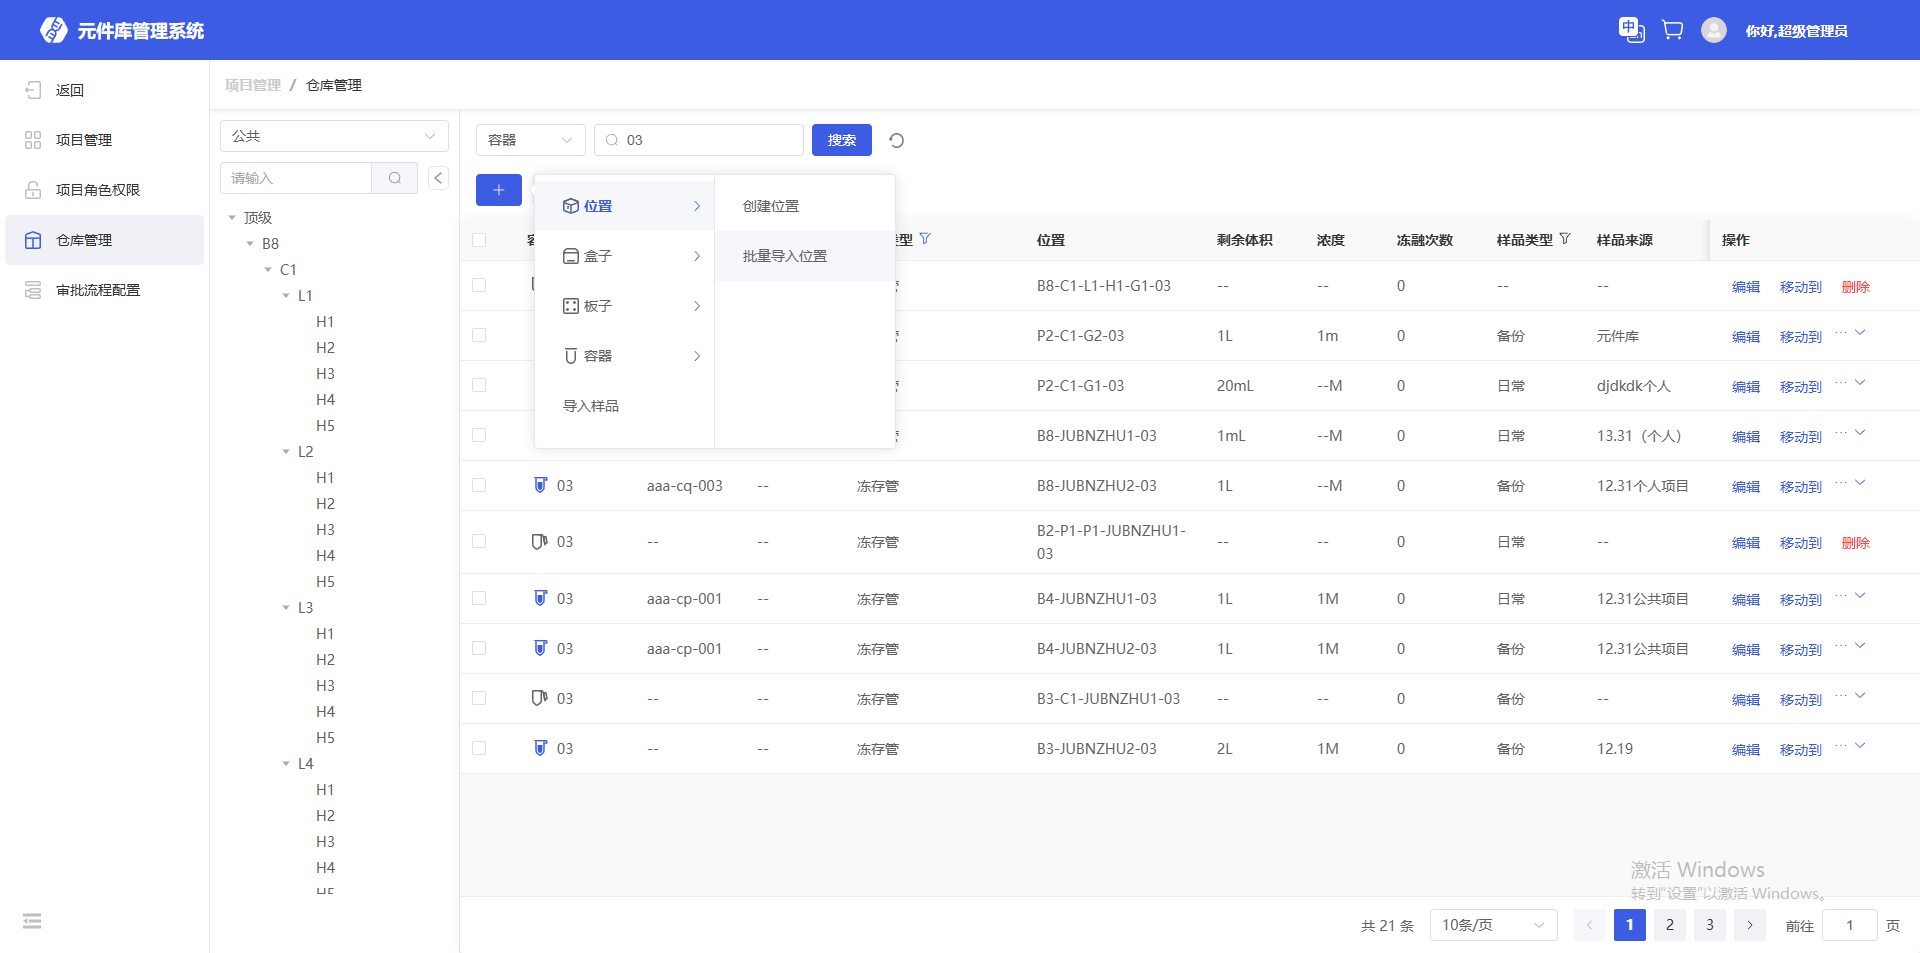 元件库管理系统
中
你好,超级管理员
返回
项目管理
项目角色权限
仓库管理
审批流程配置
项目管理 / 仓库管理
公共
请输入
顶级
B8
C1
L1
H1
H2
H3
H4
H5
L2
H1
H2
H3
H4
H5
L3
H1
H2
H3
H4
H5
L4
H1
H2
H3
H4
H5
容器
03
搜索
位置
盒子
板子
容器
导入样品
创建位置
批量导入位置
型 位置 剩余体积 浓度 冻融次数 样品类型 样品来源 操作
B8-C1-L1-H1-G1-03 -- -- 0 -- -- 编辑 移动到 删除
P2-C1-G2-03 1L 1m 0 备份 元件库 编辑 移动到 ...
P2-C1-G1-03 20mL --M 0 日常 djdkdk个人 编辑 移动到 ...
B8-JUBNZHU1-03 1mL --M 0 日常 13.31（个人） 编辑 移动到 ...
03 aaa-cq-003 -- 冻存管 B8-JUBNZHU2-03 1L --M 0 备份 12.31个人项目 编辑 移动到 ...
03 -- -- 冻存管 B2-P1-P1-JUBNZHU1-
03 -- -- 0 日常 -- 编辑 移动到 删除
03 aaa-cp-001 -- 冻存管 B4-JUBNZHU1-03 1L 1M 0 日常 12.31公共项目 编辑 移动到 ...
03 aaa-cp-001 -- 冻存管 B4-JUBNZHU2-03 1L 1M 0 备份 12.31公共项目 编辑 移动到 ...
03 -- -- 冻存管 B3-C1-JUBNZHU1-03 -- -- 0 备份 -- 编辑 移动到 ...
03 -- -- 冻存管 B3-JUBNZHU2-03 2L 1M 0 备份 12.19 编辑 移动到 ...
激活 Windows
转到“设置”以激活 Windows。
共 21 条 10条/页 1 2 3 前往 1 页